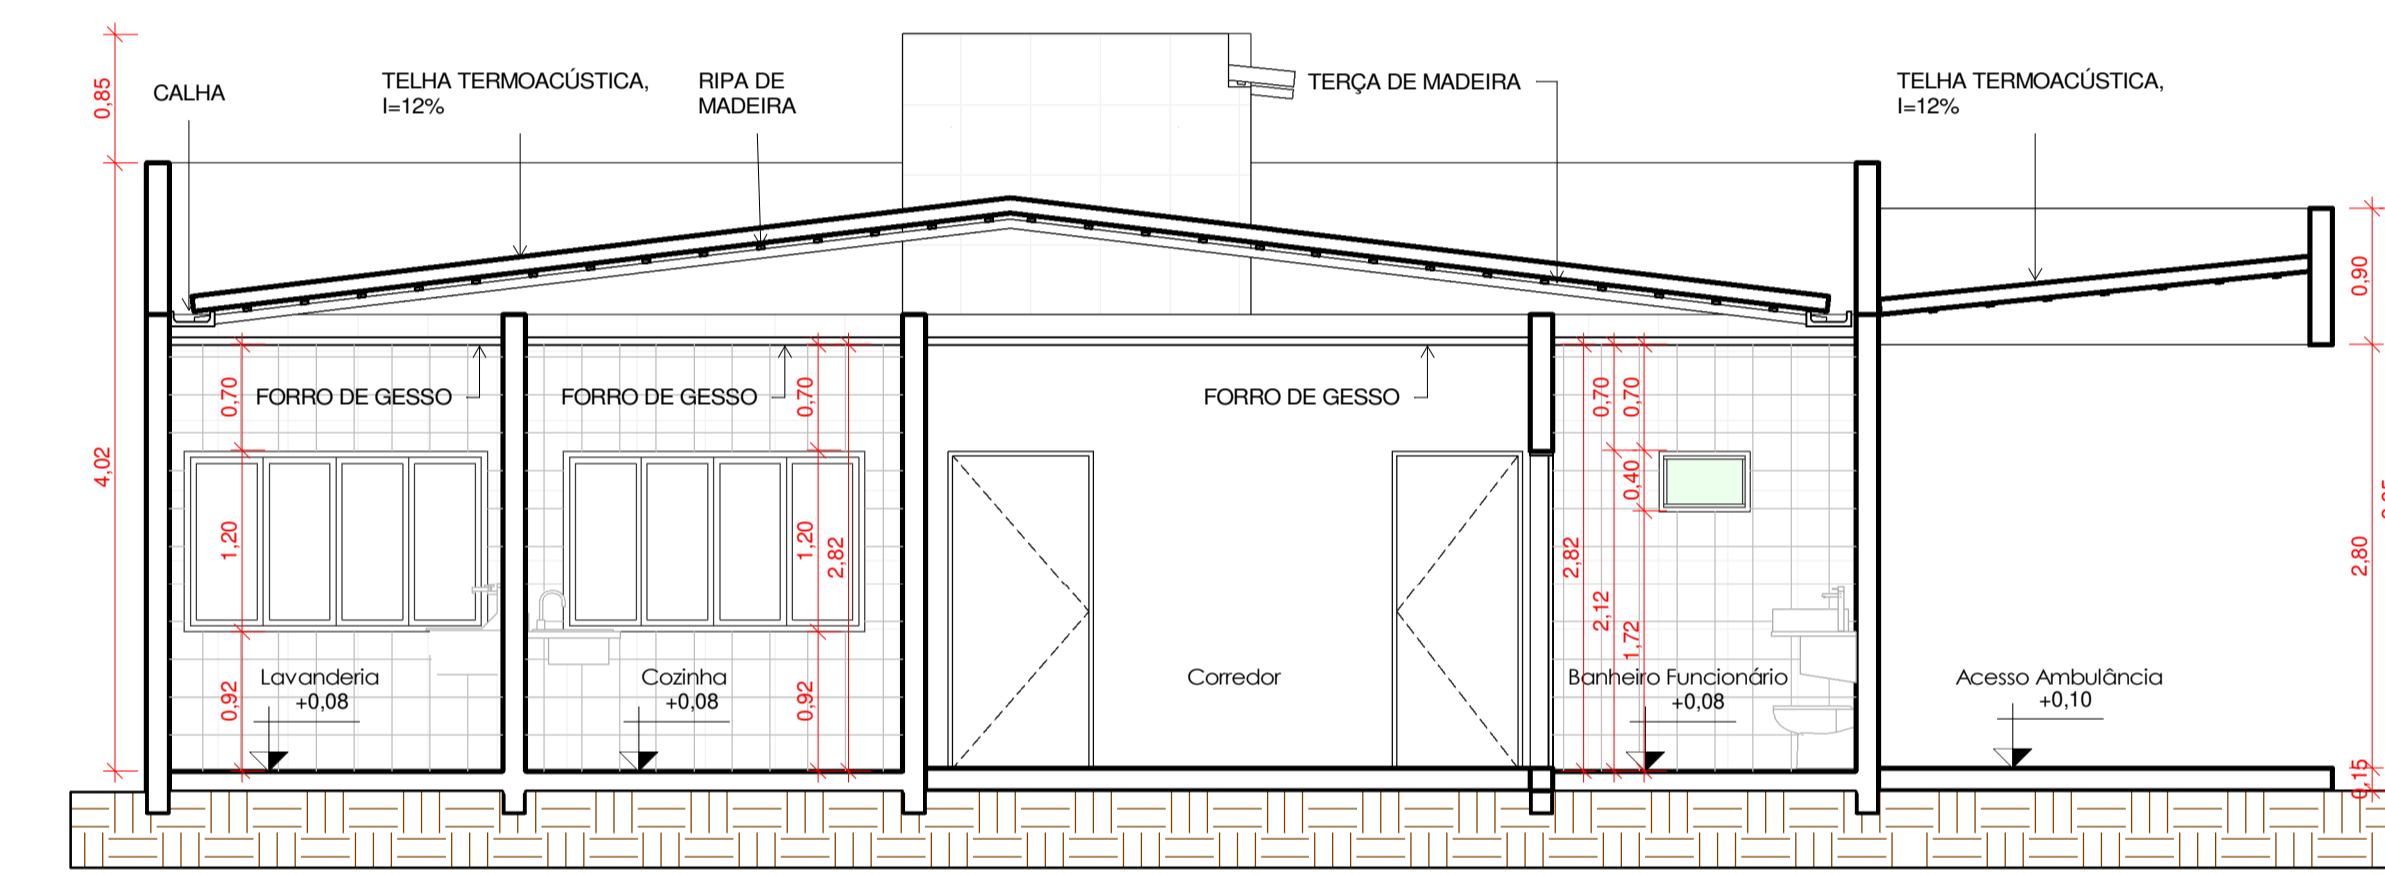 CALHA
TELHA TERMOACÚSTICA,
I=12%
RIPA DE
MADEIRA
TERÇA DE MADEIRA
TELHA TERMOACÚSTICA,
I=12%
0,85
4,02
0,90
2,80
0,15
FORRO DE GESSO
FORRO DE GESSO
FORRO DE GESSO
0,70
1,20
0,92
0,70
1,20
2,82
0,92
0,70
0,70
0,40
2,82
2,12
1,72
Lavanderia
+0,08
Cozinha
+0,08
Corredor
Banheiro Funcionário
+0,08
Acesso Ambulância
+0,10